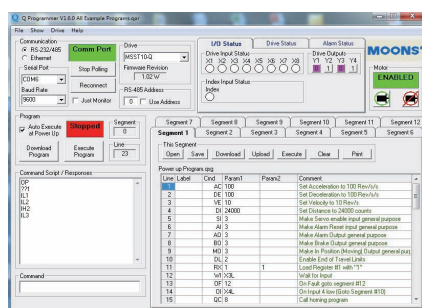 Q Programmer V3.8.0 All Example Programs.qpr
File Show Drive Help
Communication
RS-232/485
Ethernet
Comm Port
Serial Port
COM6
Baud Rate
9600
Stop Polling
Reconnect
Just Monitor
Drive
MSST10-Q
Firmware Revision
1.02 W
RS-485 Address
0 Use Address
I/O Status Drive Status Alarm Status
Drive Input Status
X1 X2 X3 X4 X5 X6 X7 X8
Index Input Status
Index
Drive Outputs
Y1 Y2 Y3 Y4
MOONS'
Motor
ENABLED
Program
Auto Execute at Power Up
Stopped
Segment
0
Line
23
Download Program
Execute Program
Command Script / Responses
OP
??1
IL1
IL2
IH2
IL3
Command
Segment 7 Segment 8 Segment 9 Segment 10 Segment 11 Segment 12
Segment 1 Segment 2 Segment 3 Segment 4 Segment 5 Segment 6
This Segment
Open Save Download Upload Execute Clear Print
Power up Program.qsg
Line Label Cmd Param1 Param2 Comment
1 AC 100 Set Acceleration to 100 Rev/s/s
2 DE 100 Set Deceleration to 100 Rev/s/s
3 VE 10 Set Velocity to 10 Rev/s
4 DI 24000 Set Distance to 24000 counts
5 SI 3 Make Servo enable input general purpose
6 AI 3 Make Alarm Reset input general purpose
7 AO 3 Make Alarm Output general purpose
8 BO 3 Make Brake Output general purpose
9 MO 3 Make In Position (Moving) Output general purp
10 DL 2 Enable End of Travel Limits
11 RX 1 1 Load Register #1 with "1"
12 WI X3L Wait for Input
13 OF 12 On Fault goto segment #12
14 OI X4L On Input 4 low (Goto Segment #10)
15 QC 8 Call homing program